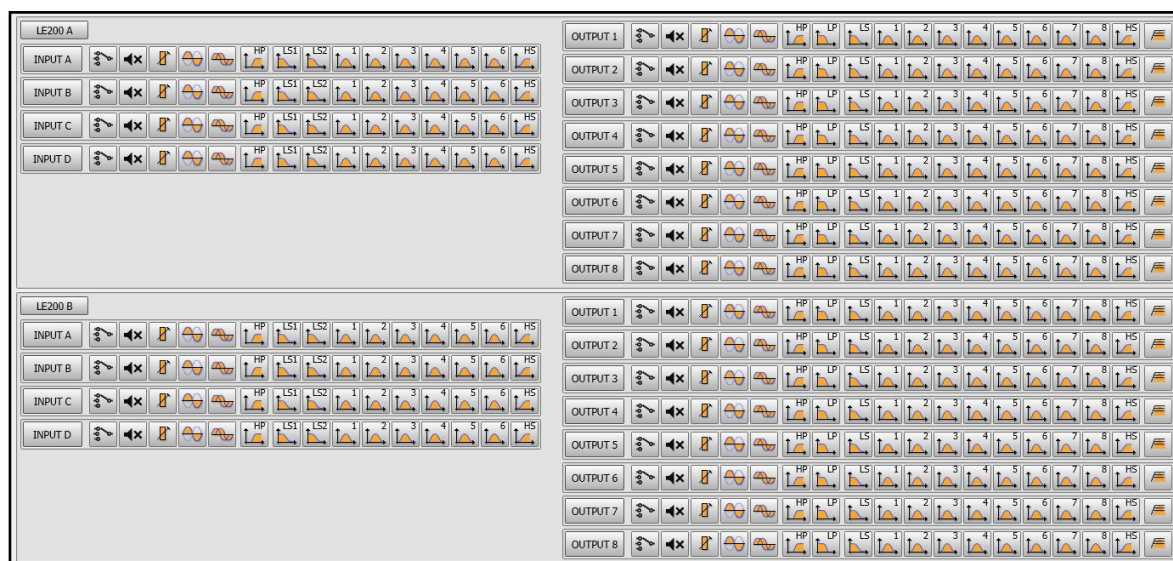 LE200 A
INPUT A HP LS1 LS2 1 2 3 4 5 6 HS
INPUT B HP LS1 LS2 1 2 3 4 5 6 HS
INPUT C HP LS1 LS2 1 2 3 4 5 6 HS
INPUT D HP LS1 LS2 1 2 3 4 5 6 HS
OUTPUT 1 HP LP LS 1 2 3 4 5 6 7 8 HS
OUTPUT 2 HP LP LS 1 2 3 4 5 6 7 8 HS
OUTPUT 3 HP LP LS 1 2 3 4 5 6 7 8 HS
OUTPUT 4 HP LP LS 1 2 3 4 5 6 7 8 HS
OUTPUT 5 HP LP LS 1 2 3 4 5 6 7 8 HS
OUTPUT 6 HP LP LS 1 2 3 4 5 6 7 8 HS
OUTPUT 7 HP LP LS 1 2 3 4 5 6 7 8 HS
OUTPUT 8 HP LP LS 1 2 3 4 5 6 7 8 HS
LE200 B
INPUT A HP LS1 LS2 1 2 3 4 5 6 HS
INPUT B HP LS1 LS2 1 2 3 4 5 6 HS
INPUT C HP LS1 LS2 1 2 3 4 5 6 HS
INPUT D HP LS1 LS2 1 2 3 4 5 6 HS
OUTPUT 1 HP LP LS 1 2 3 4 5 6 7 8 HS
OUTPUT 2 HP LP LS 1 2 3 4 5 6 7 8 HS
OUTPUT 3 HP LP LS 1 2 3 4 5 6 7 8 HS
OUTPUT 4 HP LP LS 1 2 3 4 5 6 7 8 HS
OUTPUT 5 HP LP LS 1 2 3 4 5 6 7 8 HS
OUTPUT 6 HP LP LS 1 2 3 4 5 6 7 8 HS
OUTPUT 7 HP LP LS 1 2 3 4 5 6 7 8 HS
OUTPUT 8 HP LP LS 1 2 3 4 5 6 7 8 HS